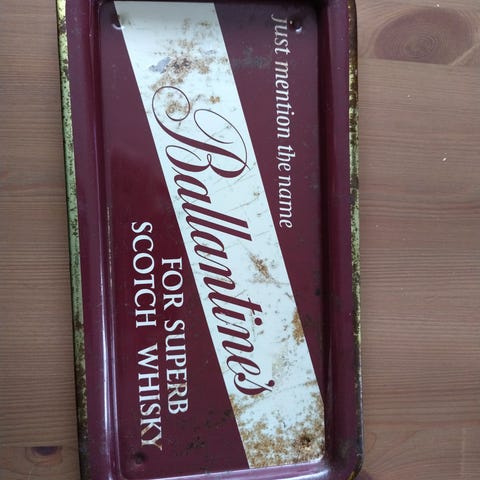 just mention the name
Ballantine's
FOR SUPERB
SCOTCH WHISKY